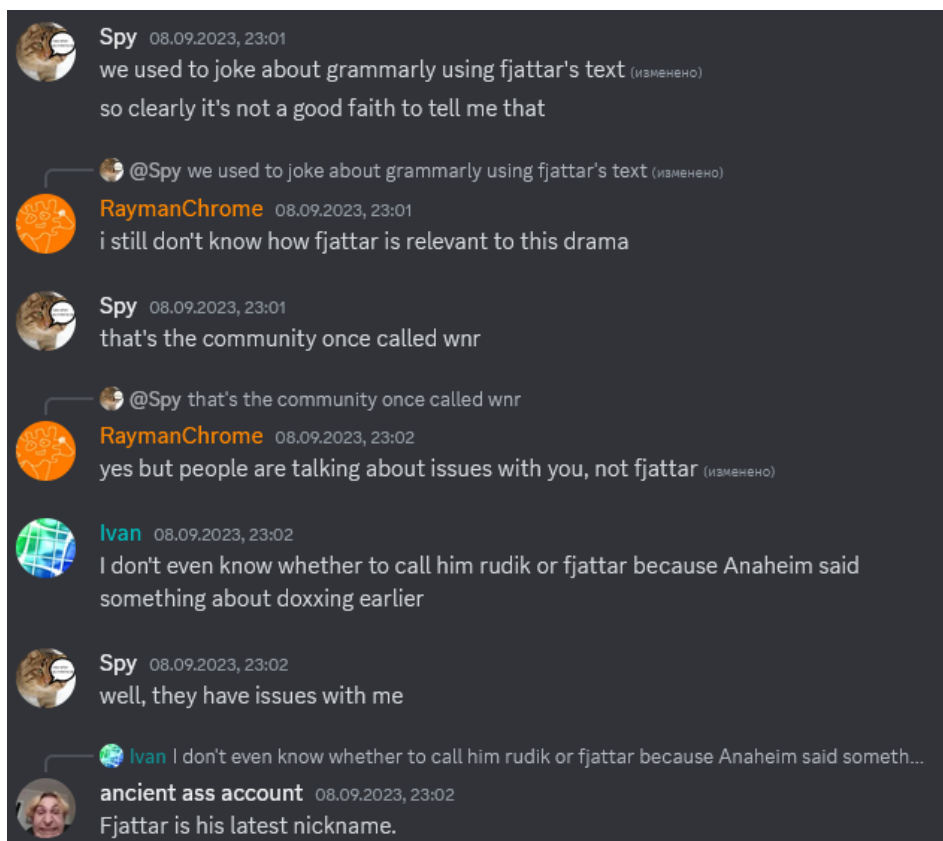 Spy 08.09.2023, 23:01
we used to joke about grammarly using fjattar's text (изменено)
so clearly it's not a good faith to tell me that
@Spy we used to joke about grammarly using fjattar's text (изменено)
RaymanChrome 08.09.2023, 23:01
i still don't know how fjattar is relevant to this drama
Spy 08.09.2023, 23:01
that's the community once called wnr
@Spy that's the community once called wnr
RaymanChrome 08.09.2023, 23:02
yes but people are talking about issues with you, not fjattar (изменено)
Ivan 08.09.2023, 23:02
I don't even know whether to call him rudik or fjattar because Anaheim said
something about doxxing earlier
Spy 08.09.2023, 23:02
well, they have issues with me
Ivan I don't even know whether to call him rudik or fjattar because Anaheim said someth...
ancient ass account 08.09.2023, 23:02
Fjattar is his latest nickname.